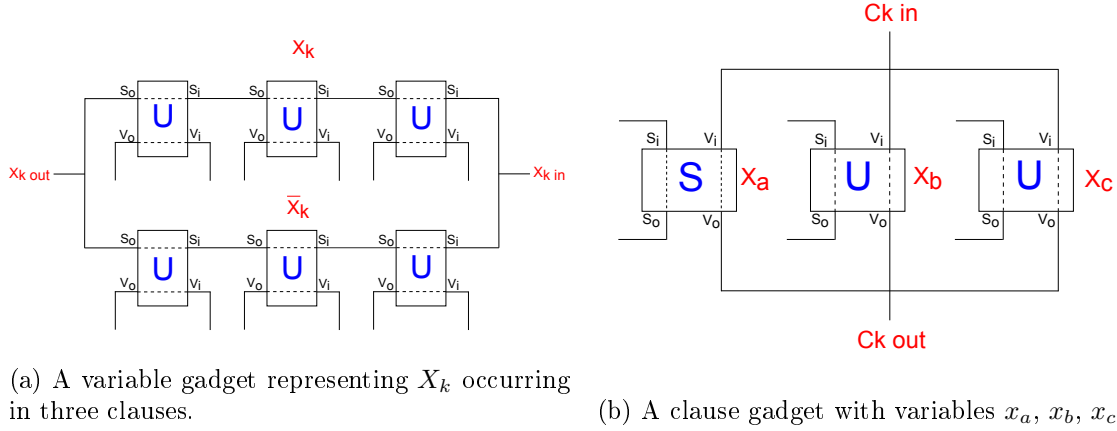 X_k
S_o S_i S_o S_i S_o S_i
U U U
V_o V_i V_o V_i V_o V_i
X_k out X_k in
X̅_k
S_o S_i S_o S_i S_o S_i
U U U
V_o V_i V_o V_i V_o V_i
(a) A variable gadget representing X_k occurring
in three clauses.
Ck in
S_i V_i S_i V_i S_i V_i
S X_a U X_b U X_c
S_o V_o S_o V_o S_o V_o
Ck out
(b) A clause gadget with variables x_a, x_b, x_c